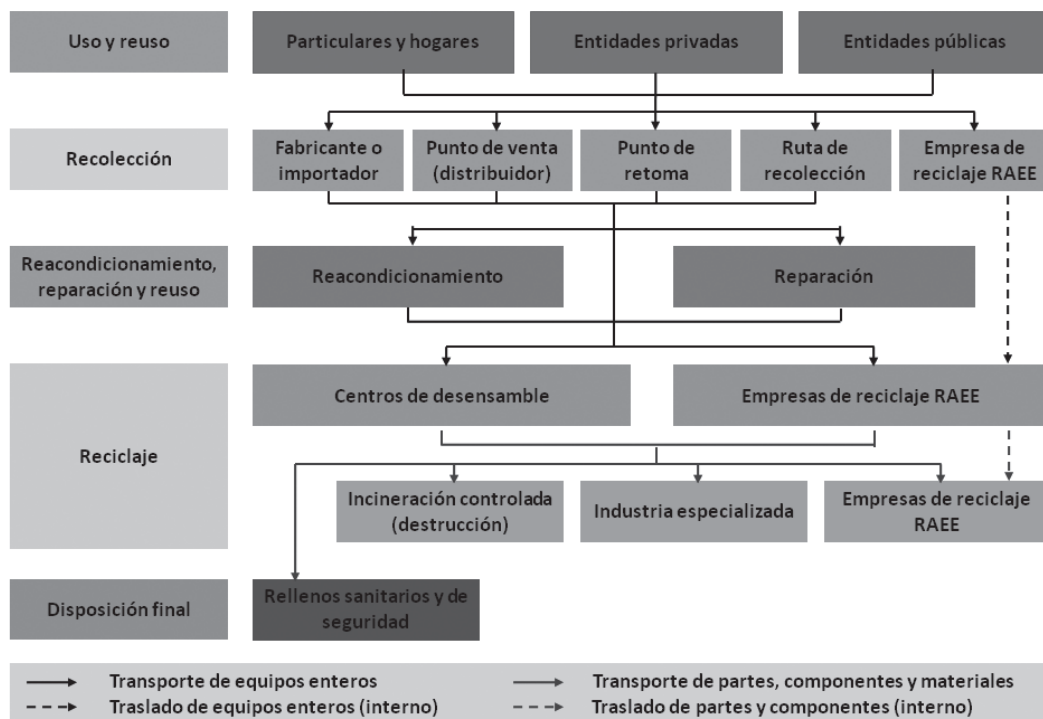 Uso y reuso
Particulares y hogares
Entidades privadas
Entidades públicas
Recolección
Fabricante o
importador
Punto de venta
(distribuidor)
Punto de
retoma
Ruta de
recolección
Empresa de
reciclaje RAEE
Reacondicionamiento,
reparación y reuso
Reacondicionamiento
Reparación
Reciclaje
Centros de desensamble
Empresas de reciclaje RAEE
Incineración controlada
(destrucción)
Industria especializada
Empresas de reciclaje
RAEE
Disposición final
Rellenos sanitarios y de
seguridad
Transporte de equipos enteros
Traslado de equipos enteros (interno)
Transporte de partes, componentes y materiales
Traslado de partes y componentes (interno)